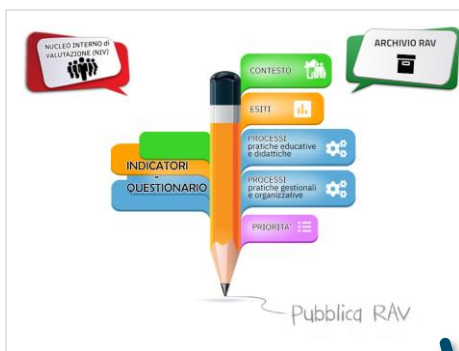 NUCLEO INTERNO di
VALUTAZIONE (NIV)
ARCHIVIO RAV
CONTESTO
ESITI
PROCESSI
pratiche educative
e didattiche
PROCESSI
pratiche gestionali
e organizzative
PRIORITA'
INDICATORI
-
QUESTIONARIO
Pubblica RAV